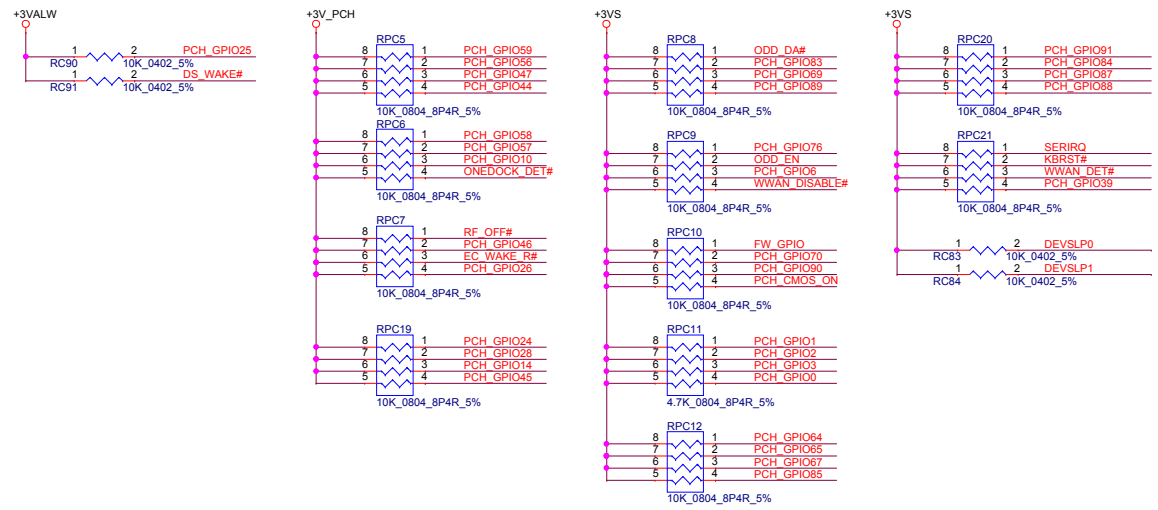 +3VALW
1 2 PCH_GPIO25
RC90 10K_0402_5%
1 2 DS_WAKE#
RC91 10K_0402_5%
+3V_PCH
RPC5
8 1 PCH_GPIO59
7 2 PCH_GPIO56
6 3 PCH_GPIO47
5 4 PCH_GPIO44
10K_0804_8P4R_5%
RPC6
8 1 PCH_GPIO58
7 2 PCH_GPIO57
6 3 PCH_GPIO10
5 4 ONEDOCK_DET#
10K_0804_8P4R_5%
RPC7
8 1 RF_OFF#
7 2 PCH_GPIO46
6 3 EC_WAKE_R#
5 4 PCH_GPIO26
10K_0804_8P4R_5%
RPC19
8 1 PCH_GPIO24
7 2 PCH_GPIO28
6 3 PCH_GPIO14
5 4 PCH_GPIO45
10K_0804_8P4R_5%
+3VS
RPC8
8 1 ODD_DA#
7 2 PCH_GPIO83
6 3 PCH_GPIO69
5 4 PCH_GPIO89
10K_0804_8P4R_5%
RPC9
8 1 PCH_GPIO76
7 2 ODD_EN
6 3 PCH_GPIO6
5 4 WWAN_DISABLE#
10K_0804_8P4R_5%
RPC10
8 1 FW_GPIO
7 2 PCH_GPIO70
6 3 PCH_GPIO90
5 4 PCH_CMOS_ON
10K_0804_8P4R_5%
RPC11
8 1 PCH_GPIO1
7 2 PCH_GPIO2
6 3 PCH_GPIO3
5 4 PCH_GPIO0
4.7K_0804_8P4R_5%
RPC12
8 1 PCH_GPIO64
7 2 PCH_GPIO65
6 3 PCH_GPIO67
5 4 PCH_GPIO85
10K_0804_8P4R_5%
+3VS
RPC20
8 1 PCH_GPIO91
7 2 PCH_GPIO84
6 3 PCH_GPIO87
5 4 PCH_GPIO88
10K_0804_8P4R_5%
RPC21
8 1 SERIRQ
7 2 KBRST#
6 3 WWAN_DET#
5 4 PCH_GPIO39
10K_0804_8P4R_5%
1 2 DEVSLP0
RC83 10K_0402_5%
1 2 DEVSLP1
RC84 10K_0402_5%